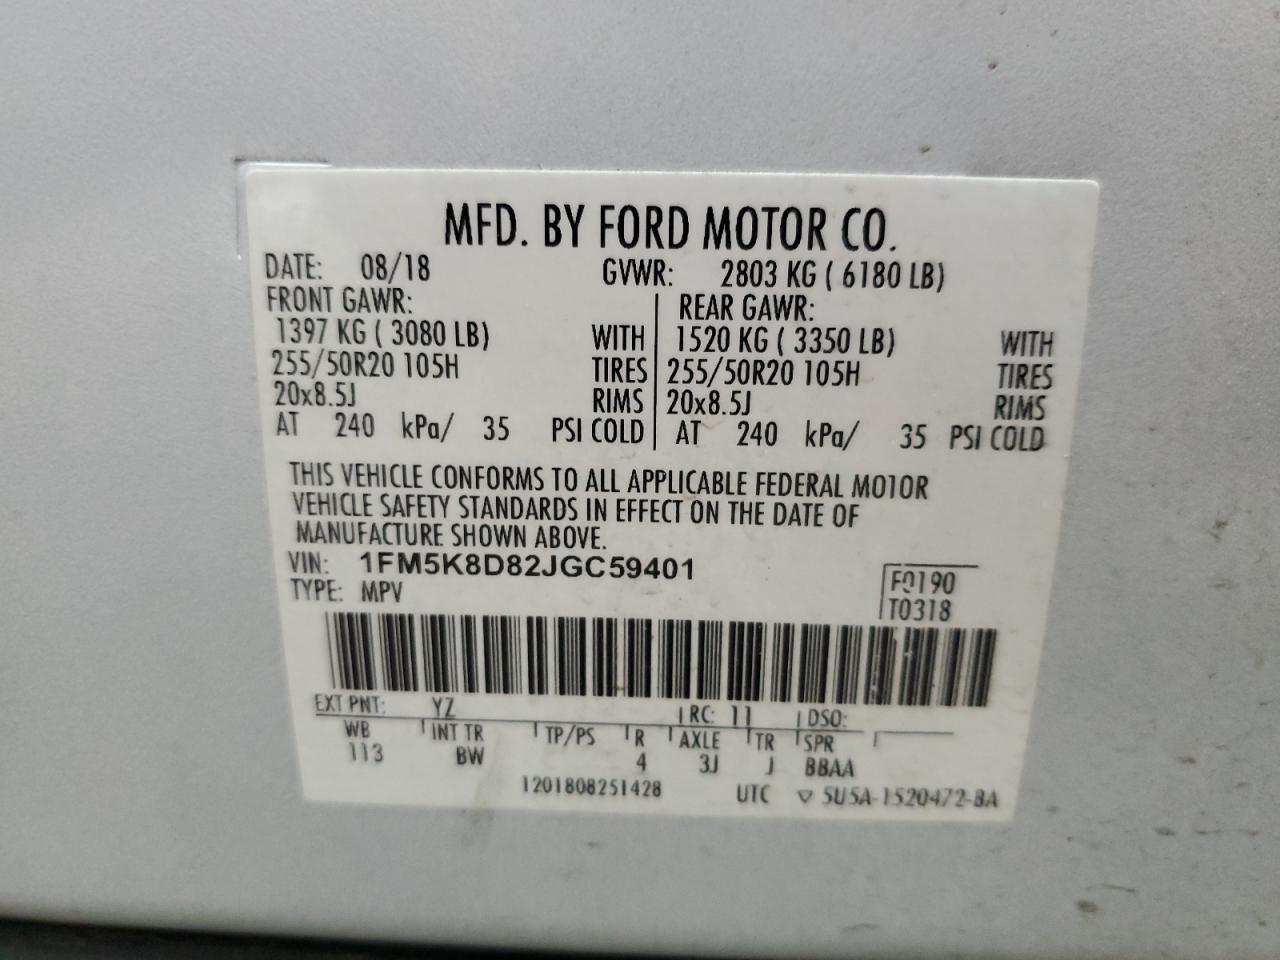 MFD. BY FORD MOTOR CO.
DATE: 08/18 GVWR: 2803 KG ( 6180 LB)
FRONT GAWR: REAR GAWR:
1397 KG ( 3080 LB) WITH 1520 KG ( 3350 LB) WITH
255/50R20 105H TIRES 255/50R20 105H TIRES
20x8.5J RIMS 20x8.5J RIMS
AT 240 kPa/ 35 PSI COLD AT 240 kPa/ 35 PSI COLD
THIS VEHICLE CONFORMS TO ALL APPLICABLE FEDERAL MOTOR
VEHICLE SAFETY STANDARDS IN EFFECT ON THE DATE OF
MANUFACTURE SHOWN ABOVE.
VIN: 1FM5K8D82JGC59401
TYPE: MPV
F0190
T0318
EXT PNT: YZ RC: 11 DSO:
WB INT TR TP/PS R AXLE TR SPR
113 BW 4 3J J BBAA
1201808251428 UTC ▽ 5U5A-1520472-BA